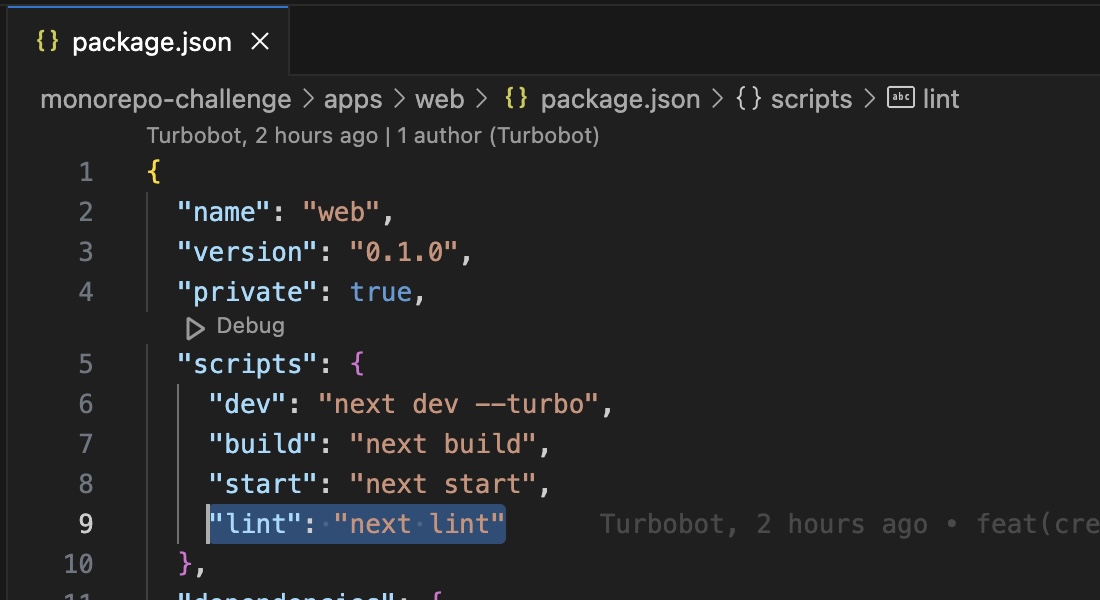 {} package.json ×
monorepo-challenge > apps > web > {} package.json > {} scripts > abc lint
Turbobot, 2 hours ago | 1 author (Turbobot)
1 {
2 "name": "web",
3 "version": "0.1.0",
4 "private": true,
Debug
5 "scripts": {
6 "dev": "next dev --turbo",
7 "build": "next build",
8 "start": "next start",
9 "lint": "next lint" Turbobot, 2 hours ago • feat(cre
10 },
11 "dependencies": {